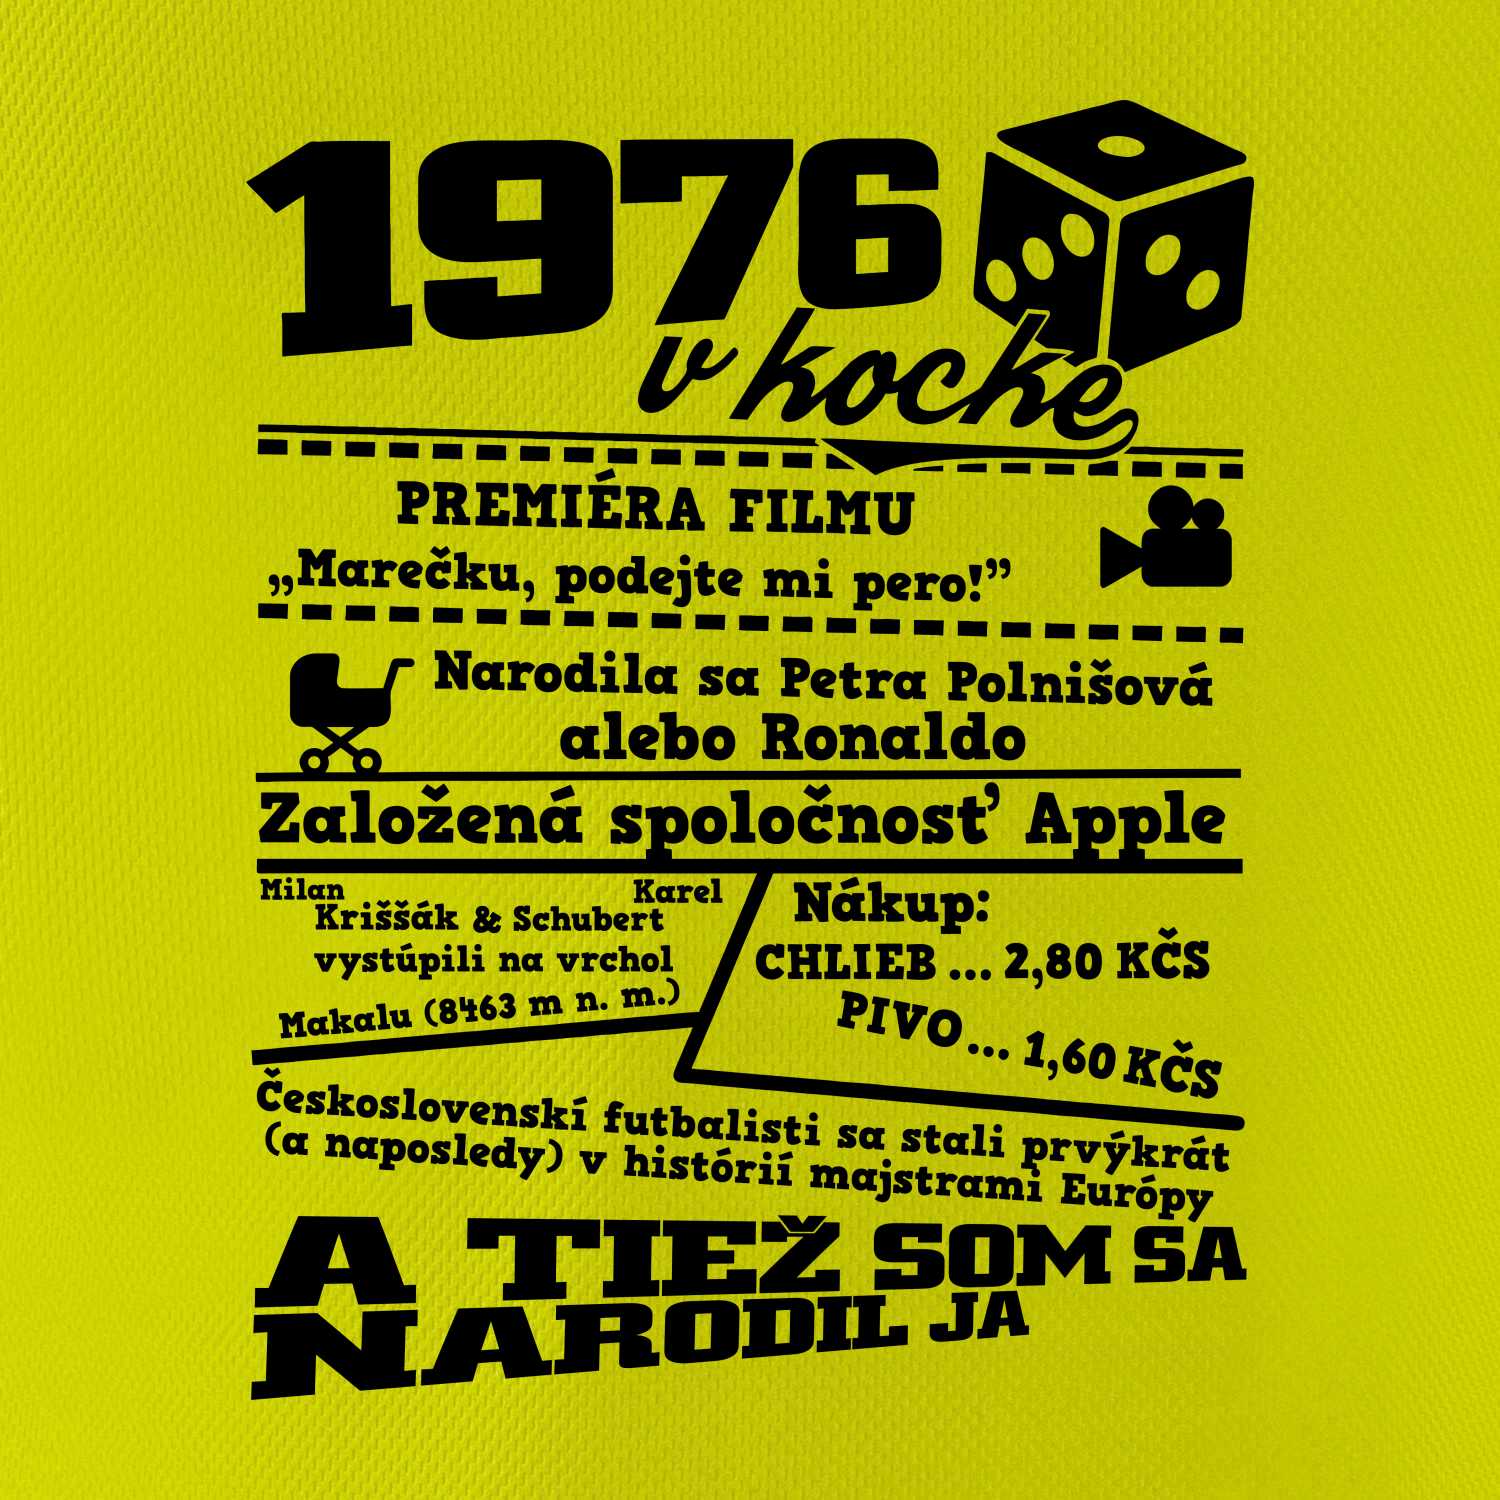 1976
v kocke
PREMIÉRA FILMU
„Marečku, podejte mi pero!”
Narodila sa Petra Polnišová
alebo Ronaldo
Založená spoločnosť Apple
Milan Karel
Kriššák & Schubert
vystúpili na vrchol
Makalu (8463 m n. m.)
Nákup:
CHLIEB ... 2,80 KČS
PIVO ... 1,60 KČS
Československí futbalisti sa stali prvýkrát
(a naposledy) v histórií majstrami Európy
A TIEŽ SOM SA
NARODIL JA